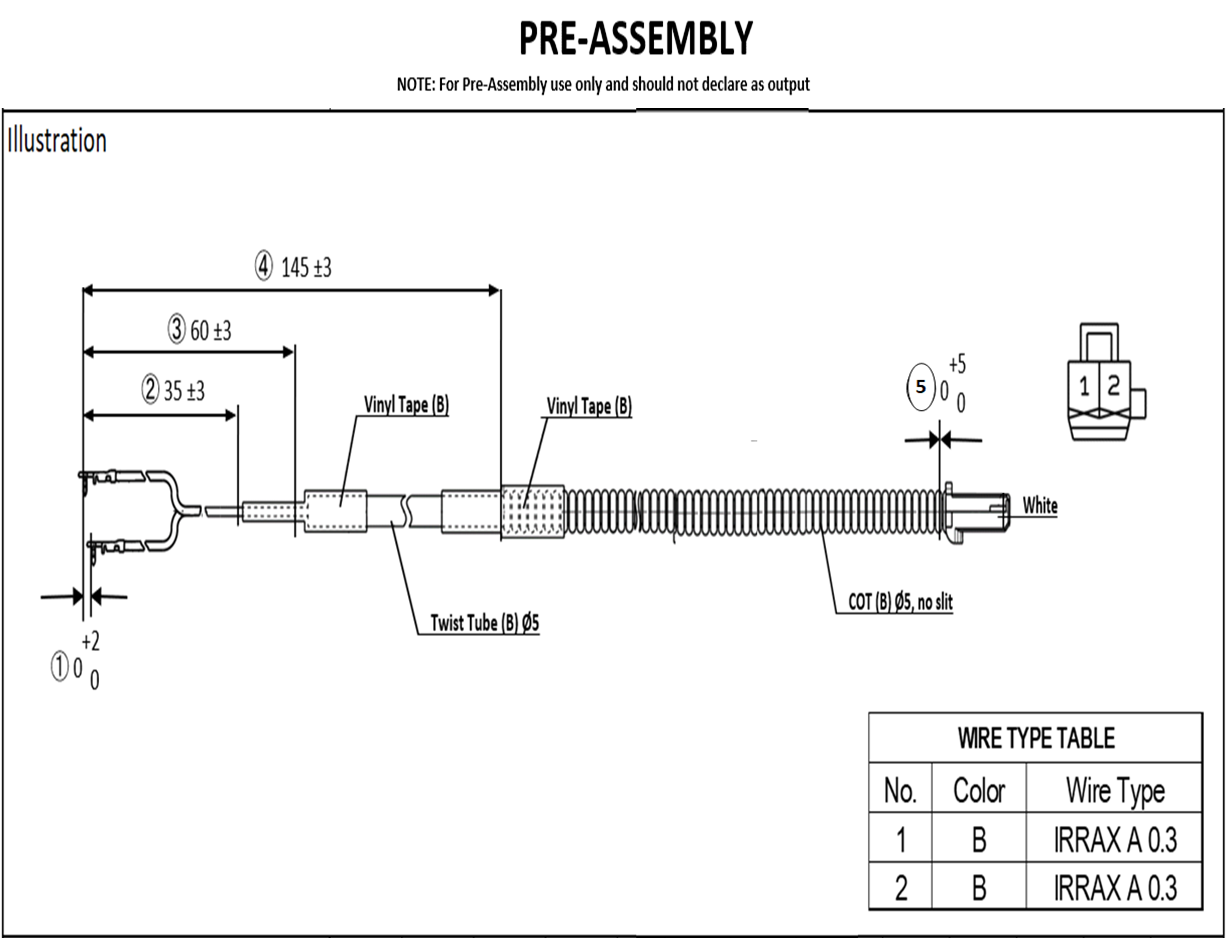 PRE-ASSEMBLY
NOTE: For Pre-Assembly use only and should not declare as output
Illustration
④ 145 ±3
③ 60 ±3
② 35 ±3
Vinyl Tape (B)
Vinyl Tape (B)
+5
⑤ 0
0
1 2
White
COT (B) Ø5, no slit
Twist Tube (B) Ø5
+2
① 0
0
WIRE TYPE TABLE
No. Color Wire Type
1 B IRRAX A 0.3
2 B IRRAX A 0.3